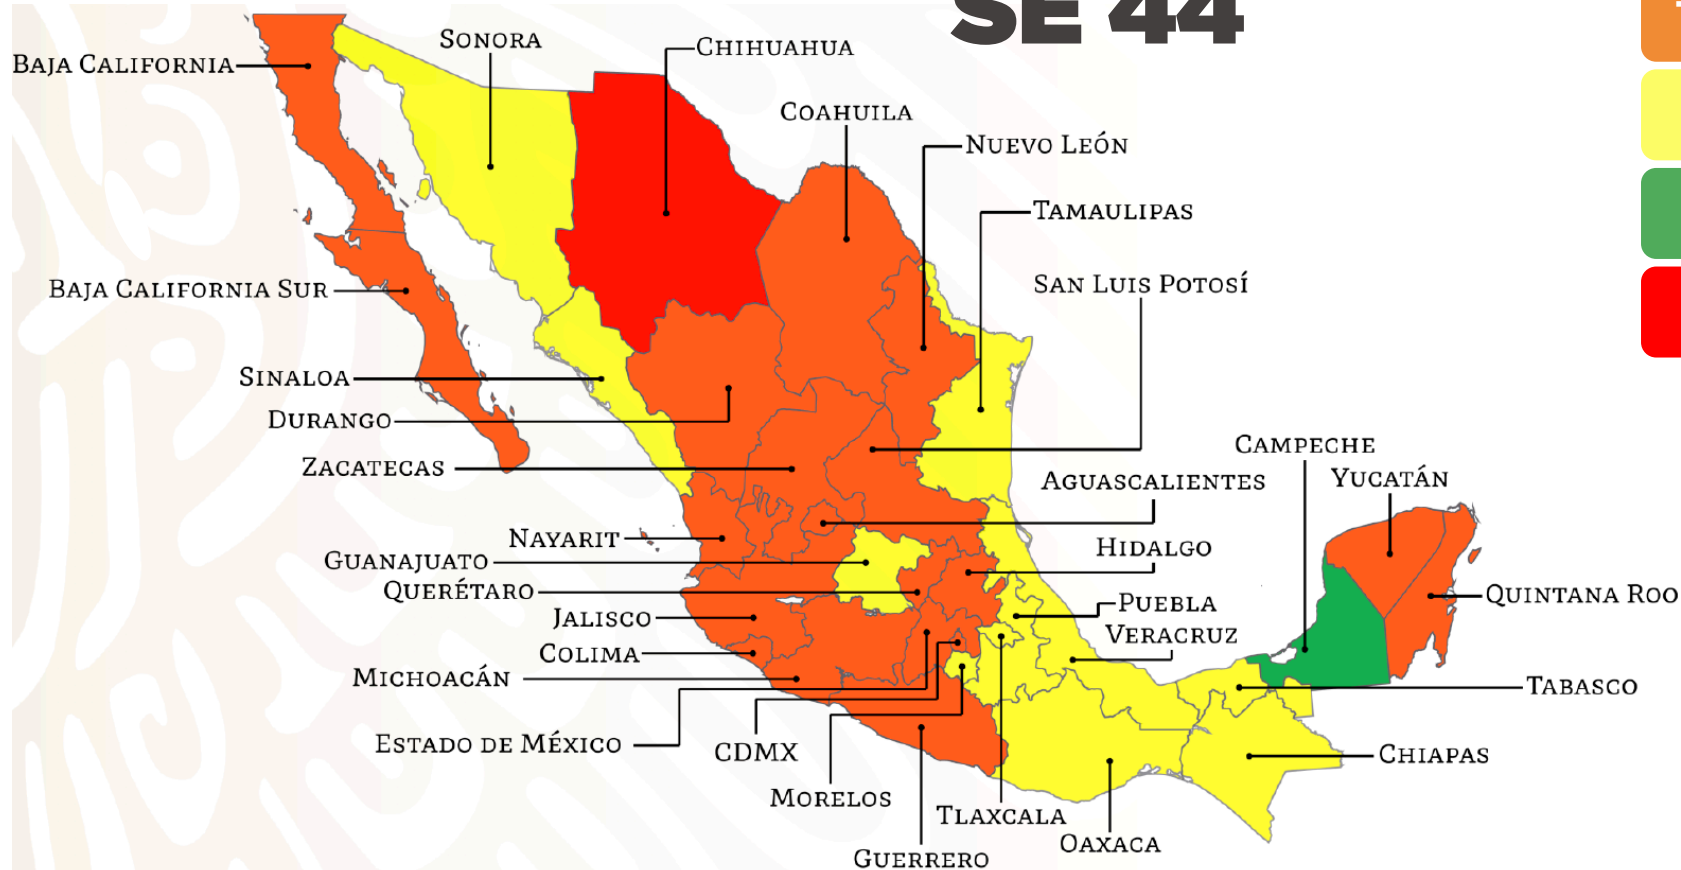 SE 44
SONORA
CHIHUAHUA
BAJA CALIFORNIA
COAHUILA
NUEVO LEÓN
TAMAULIPAS
SAN LUIS POTOSÍ
BAJA CALIFORNIA SUR
SINALOA
DURANGO
CAMPECHE
ZACATECAS
YUCATÁN
AGUASCALIENTES
NAYARIT
HIDALGO
GUANAJUATO
QUERÉTARO
QUINTANA ROO
PUEBLA
JALISCO
VERACRUZ
COLIMA
MICHOACÁN
TABASCO
ESTADO DE MÉXICO
CDMX
CHIAPAS
MORELOS
TLAXCALA
OAXACA
GUERRERO